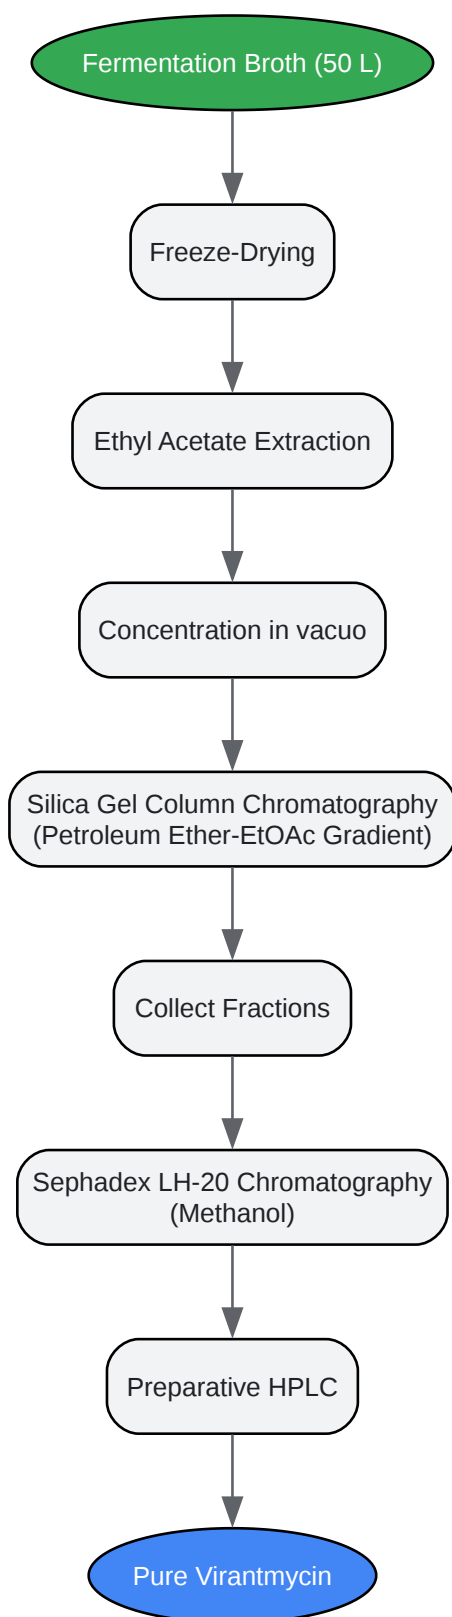 Fermentation Broth (50 L)
Freeze-Drying
Ethyl Acetate Extraction
Concentration in vacuo
Silica Gel Column Chromatography
(Petroleum Ether-EtOAc Gradient)
Collect Fractions
Sephadex LH-20 Chromatography
(Methanol)
Preparative HPLC
Pure Virantmycin